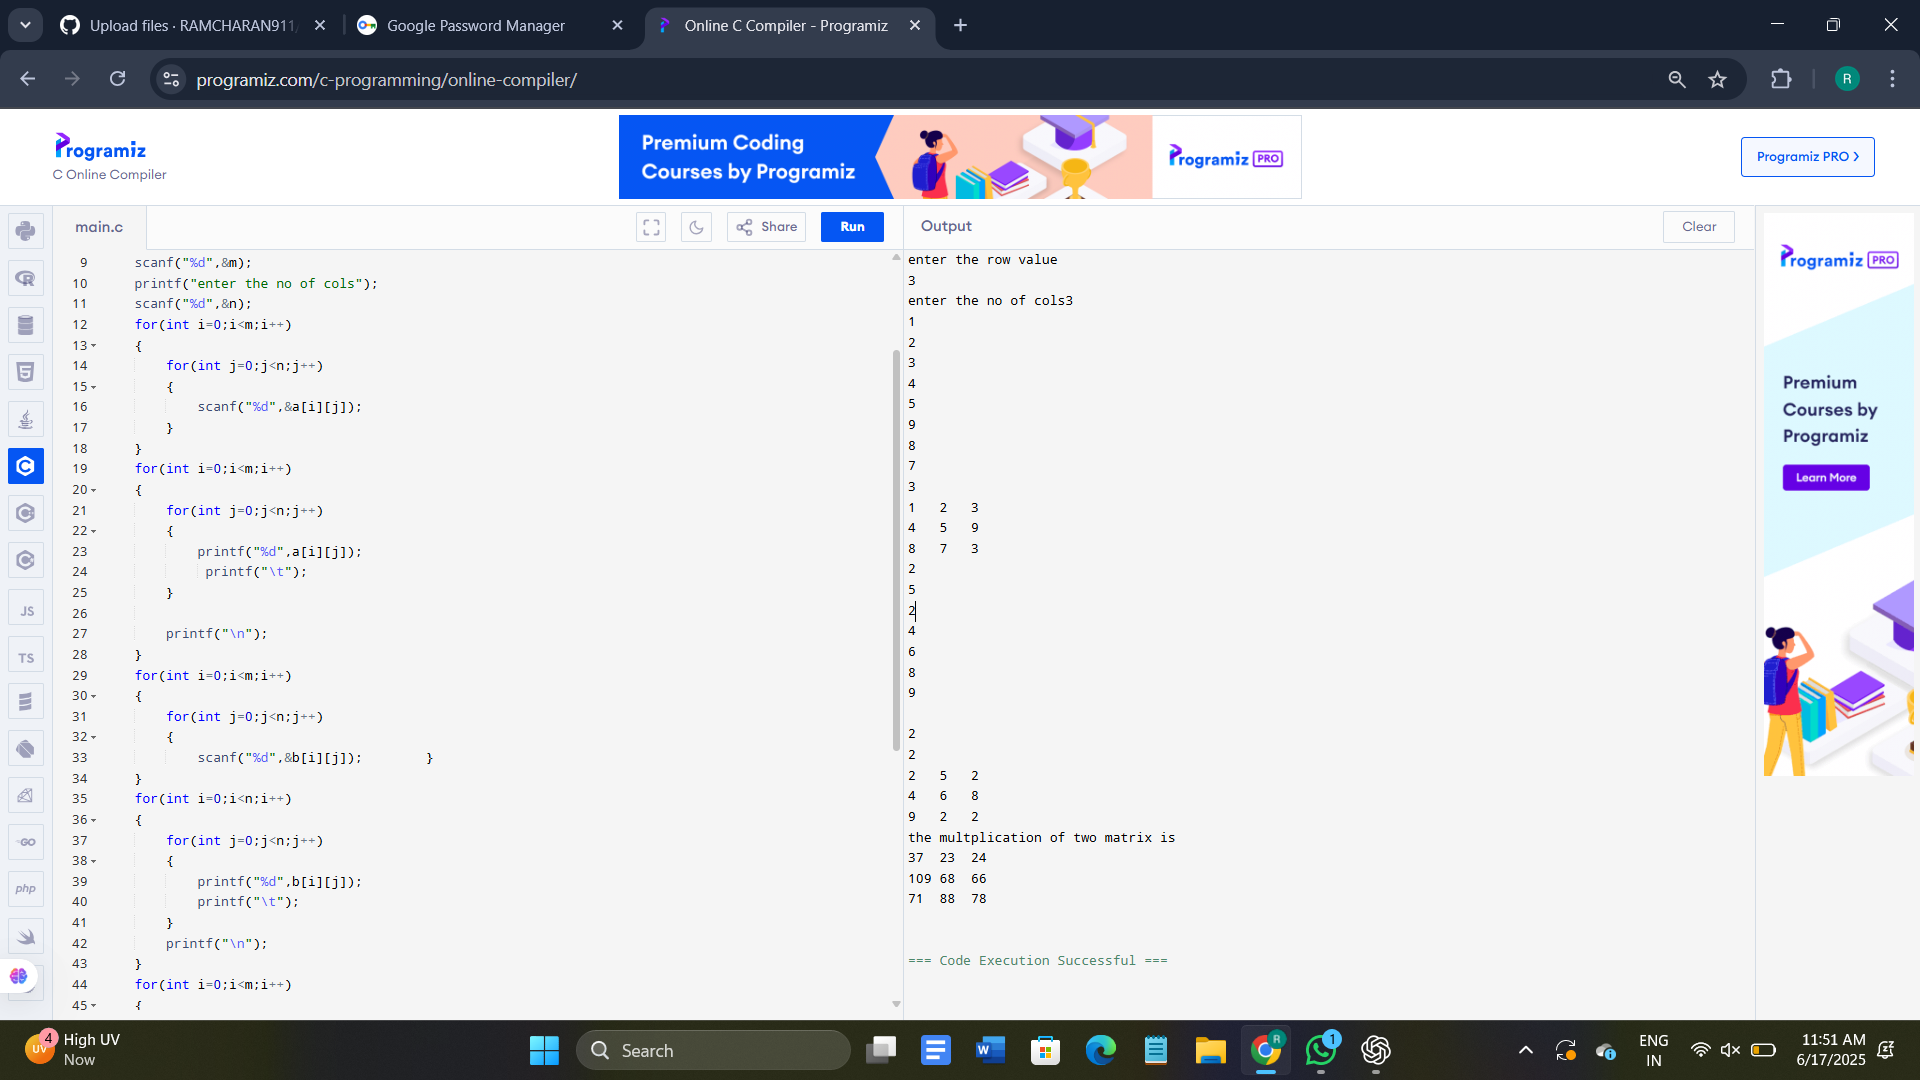 Upload files · RAMCHARAN911/
Google Password Manager
Online C Compiler - Programiz
programiz.com/c-programming/online-compiler/
R
Programiz
C Online Compiler
Premium Coding
Courses by Programiz
Programiz PRO
Programiz PRO
main.c
Share
Run
Output
Clear
9 scanf("%d",&m);
10 printf("enter the no of cols");
11 scanf("%d",&n);
12 for(int i=0;i<m;i++)
13 {
14 for(int j=0;j<n;j++)
15 {
16 scanf("%d",&a[i][j]);
17 }
18 }
19 for(int i=0;i<m;i++)
20 {
21 for(int j=0;j<n;j++)
22 {
23 printf("%d",a[i][j]);
24 printf("\t");
25 }
26
27 printf("\n");
28 }
29 for(int i=0;i<m;i++)
30 {
31 for(int j=0;j<n;j++)
32 {
33 scanf("%d",&b[i][j]); }
34 }
35 for(int i=0;i<n;i++)
36 {
37 for(int j=0;j<n;j++)
38 {
39 printf("%d",b[i][j]);
40 printf("\t");
41 }
42 printf("\n");
43 }
44 for(int i=0;i<m;i++)
45 {
JS
TS
GO
php
enter the row value
3
enter the no of cols3
1
2
3
4
5
9
8
7
3
1 2 3
4 5 9
8 7 3
2
5
2
4
6
8
9
2
2
2 5 2
4 6 8
9 2 2
the multplication of two matrix is
37 23 24
109 68 66
71 88 78
=== Code Execution Successful ===
Programiz PRO
Premium
Courses by
Programiz
Learn More
UV
4
High UV
Now
Search
R
1
ENG
IN
11:51 AM
6/17/2025